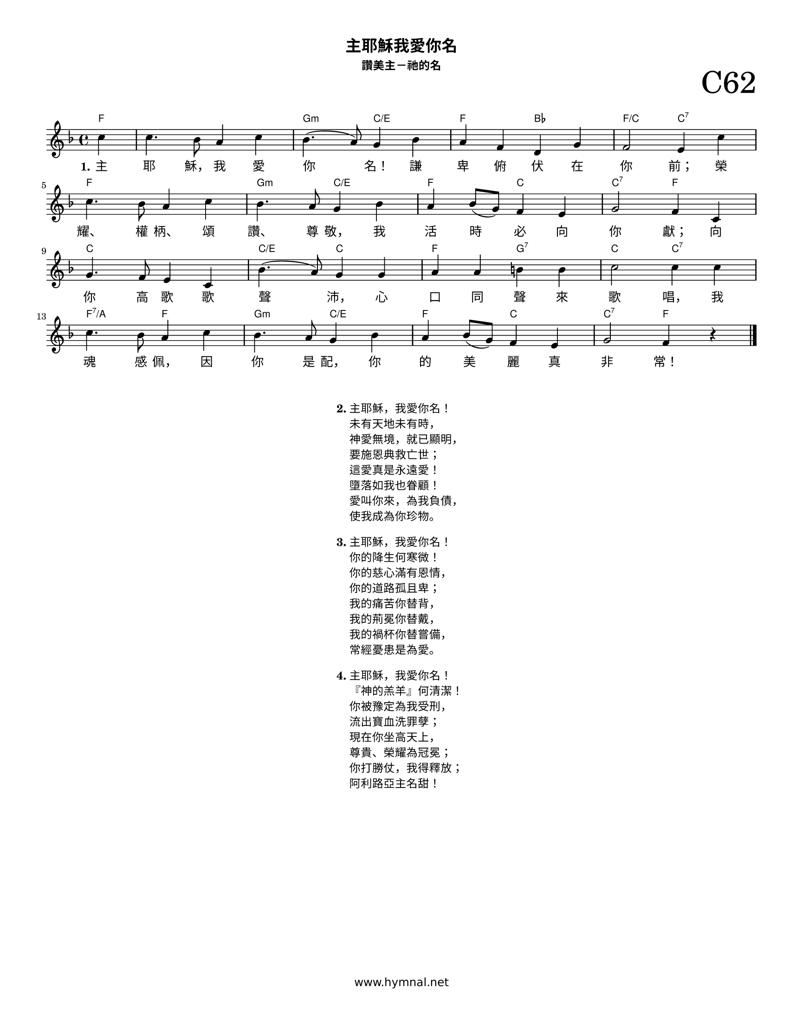 主耶穌我愛你名
讚美主－祂的名
C62
F Gm C/E F B♭ F/C C7
1. 主 耶 穌， 我 愛 你 名！ 謙 卑 俯 伏 在 你 前； 榮
5 F Gm C/E F C C7 F
耀、 權 柄、 頌 讚、 尊 敬， 我 活 時 必 向 你 獻； 向
9 C C/E C F G7 C C7
你 高 歌 歌 聲 沛， 心 口 同 聲 來 歌 唱， 我
13 F7/A F Gm C/E F C C7 F
魂 感 佩， 因 你 是 配， 你 的 美 麗 真 非 常！
2. 主耶穌，我愛你名！
未有天地未有時，
神愛無境，就已顯明，
要施恩典救亡世；
這愛真是永遠愛！
墮落如我也眷顧！
愛叫你來，為我負債，
使我成為你珍物。
3. 主耶穌，我愛你名！
你的降生何寒微！
你的慈心滿有恩情，
你的道路孤且卑；
我的痛苦你替背，
我的荊冕你替戴，
我的禍杯你替嘗備，
常經憂患是為愛。
4. 主耶穌，我愛你名！
『神的羔羊』何清潔！
你被豫定為我受刑，
流出寶血洗罪孽；
現在你坐高天上，
尊貴、榮耀為冠冕；
你打勝仗，我得釋放；
阿利路亞主名甜！
www.hymnal.net